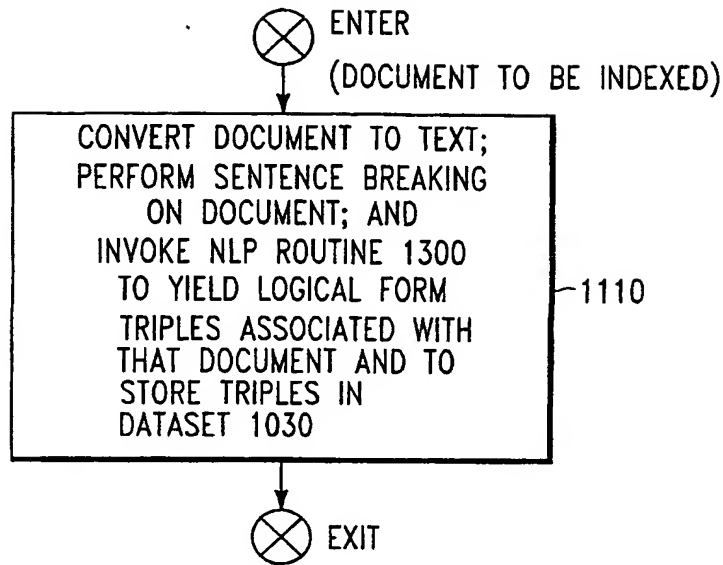 ENTER
(DOCUMENT TO BE INDEXED)
CONVERT DOCUMENT TO TEXT;
PERFORM SENTENCE BREAKING
ON DOCUMENT; AND
INVOKE NLP ROUTINE 1300
TO YIELD LOGICAL FORM
TRIPLES ASSOCIATED WITH
THAT DOCUMENT AND TO
STORE TRIPLES IN
DATASET 1030
1110
EXIT